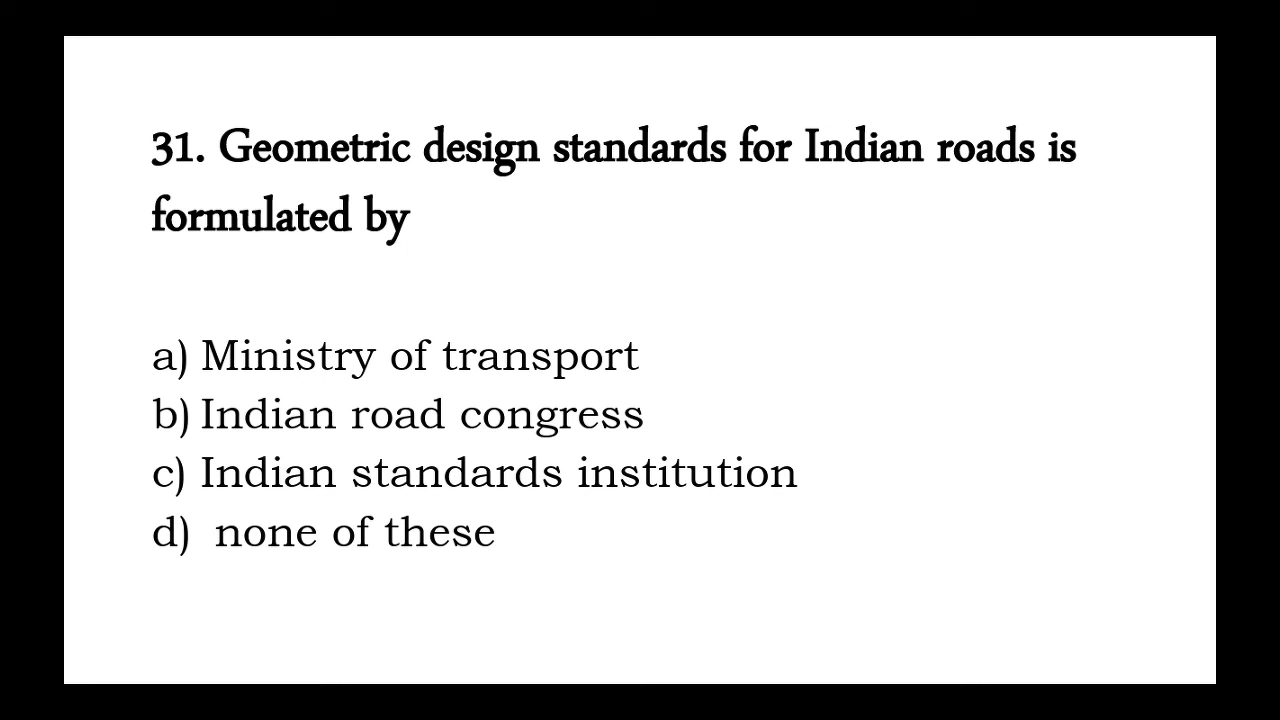 31. Geometric design standards for Indian roads is
formulated by
a) Ministry of transport
b) Indian road congress
c) Indian standards institution
d) none of these